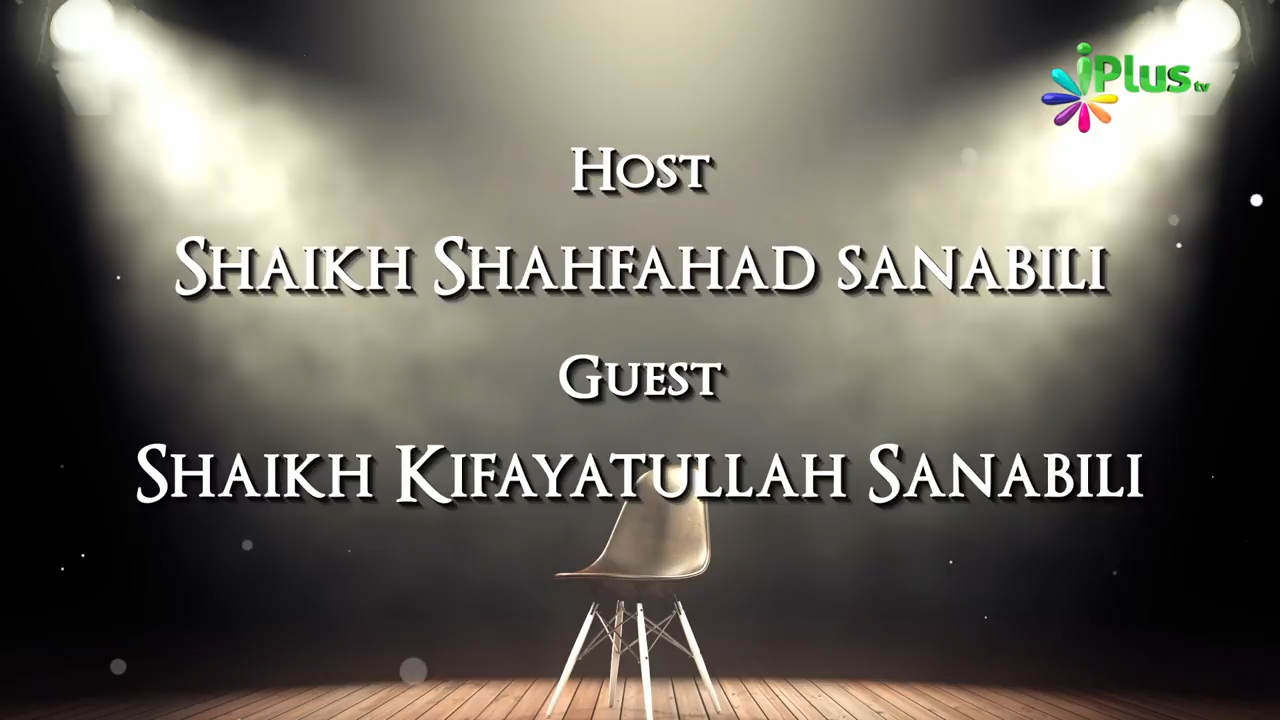 iPlus tv
Host
Shaikh Shahfahad sanabili
Guest
Shaikh Kifayatullah Sanabili